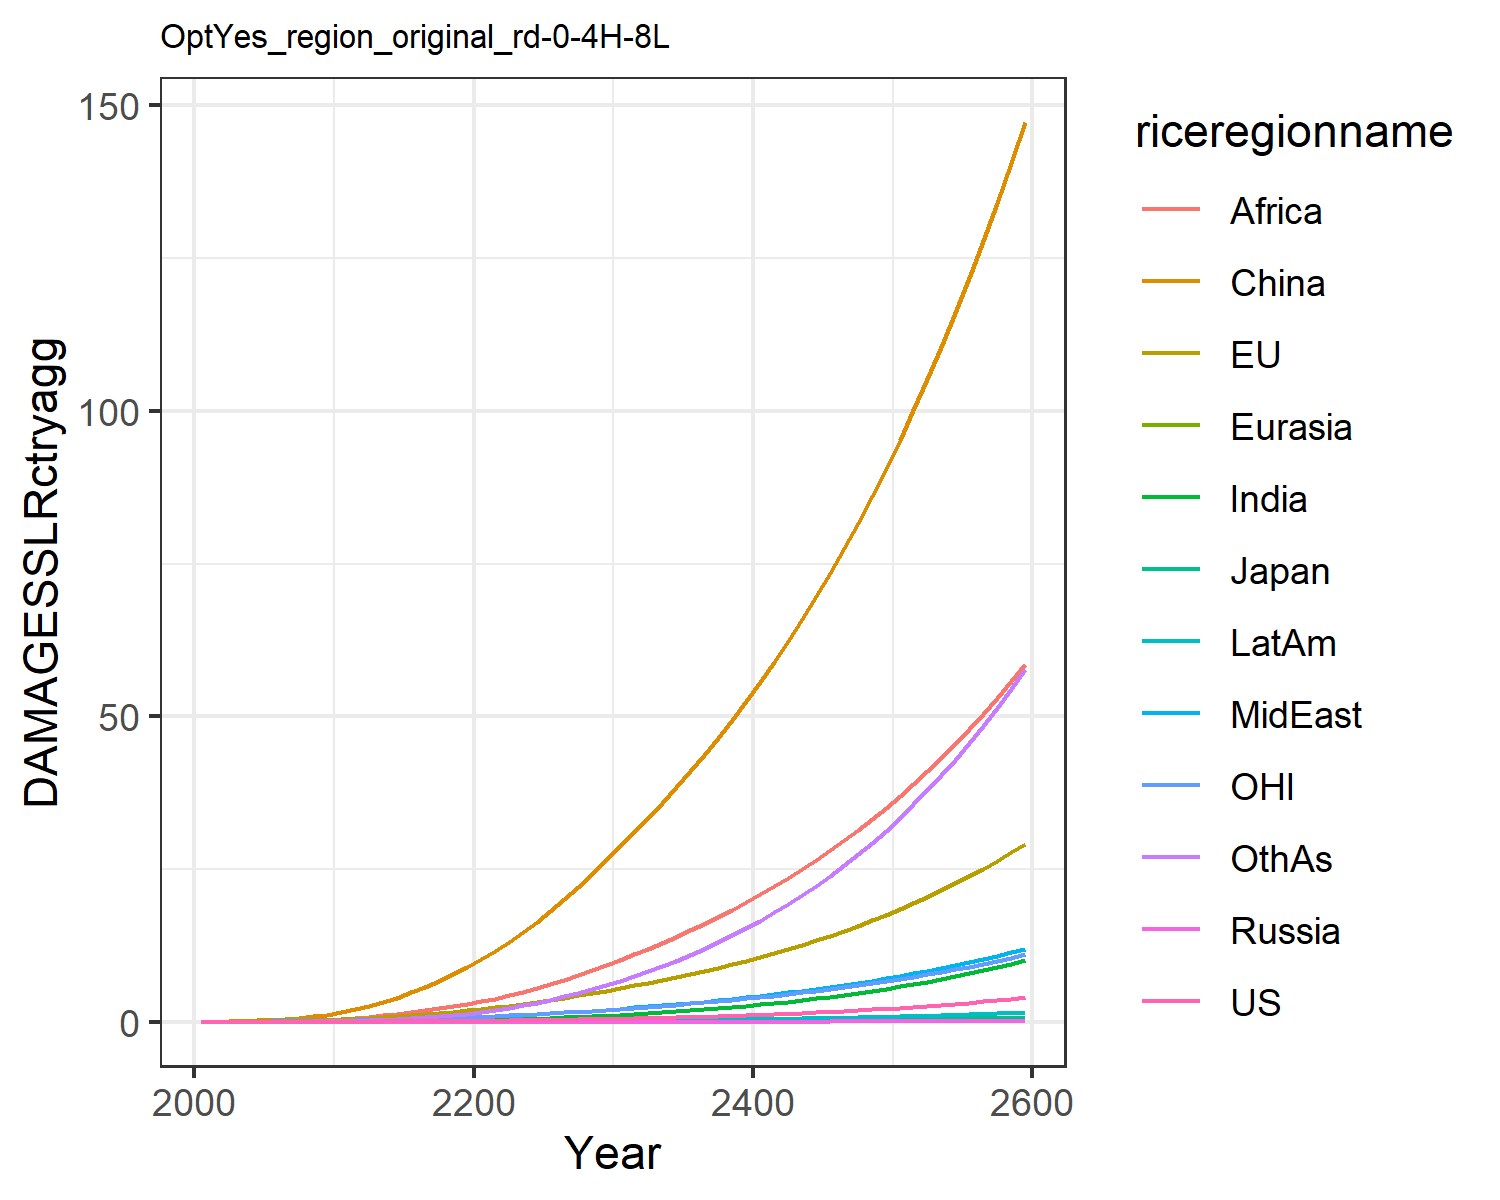 OptYes_region_original_rd-0-4H-8L
150
100
50
0
DAMAGESSLRctryagg
2000
2200
2400
2600
Year
riceregionname
Africa
China
EU
Eurasia
India
Japan
LatAm
MidEast
OHI
OthAs
Russia
US